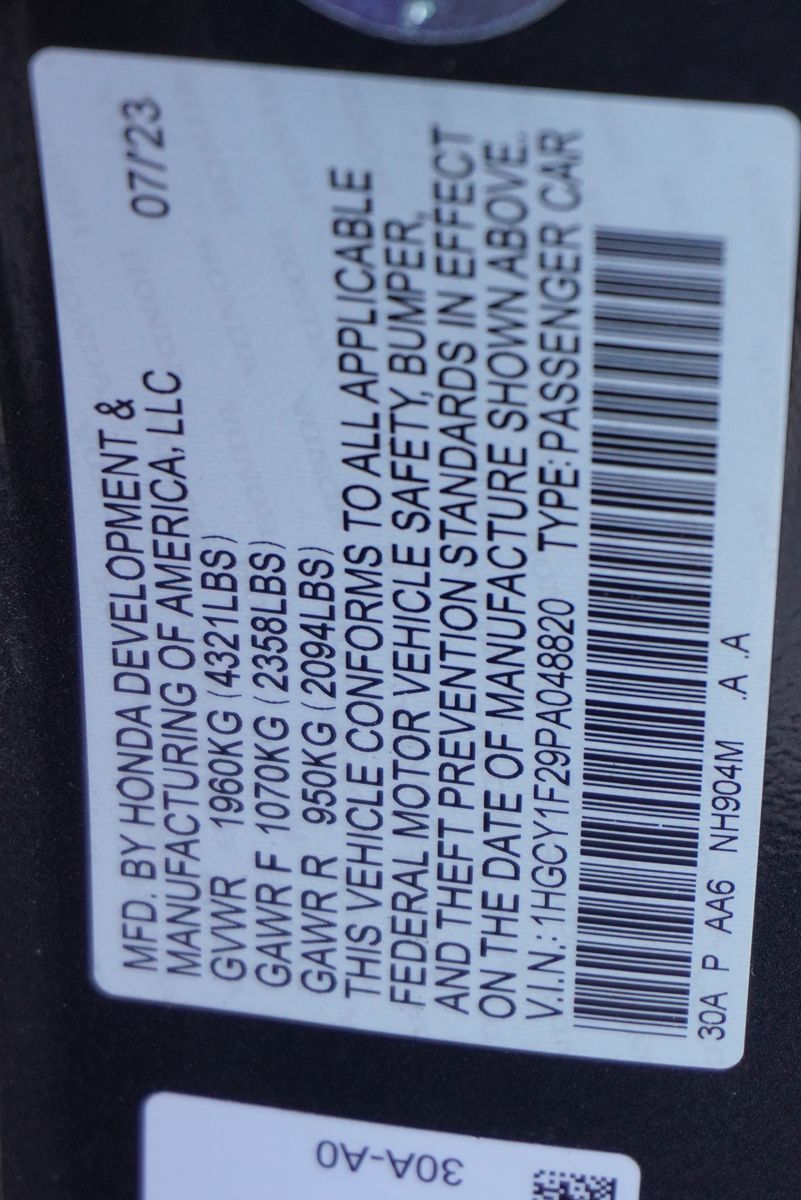 MFD. BY HONDA DEVELOPMENT & 07/'23
MANUFACTURING OF AMERICA, LLC
GVWR 1960KG (4321LBS)
GAWR F 1070KG (2358LBS)
GAWR R 950KG (2094LBS)
THIS VEHICLE CONFORMS TO ALL APPLICABLE
FEDERAL MOTOR VEHICLE SAFETY, BUMPER,
AND THEFT PREVENTION STANDARDS IN EFFECT
ON THE DATE OF MANUFACTURE SHOWN ABOVE.
V.I.N.: 1HGCY1F29PA048820 TYPE: PASSENGER CAR
30A P AA6 NH904M .A .A
30A-A0